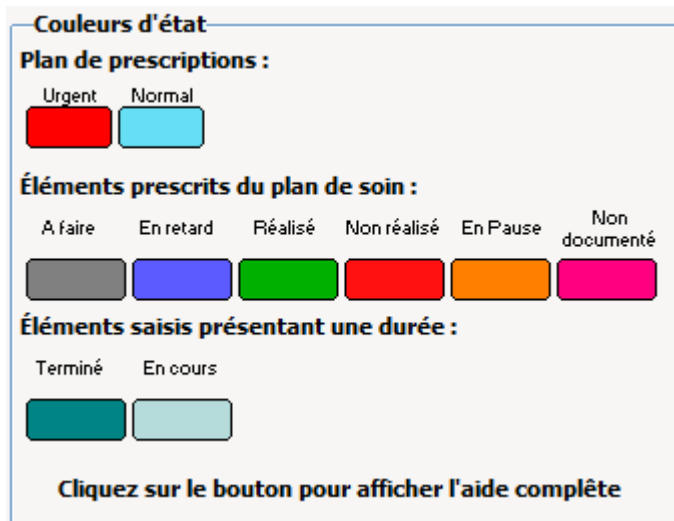 Couleurs d'état
Plan de prescriptions :
Urgent Normal
Éléments prescrits du plan de soin :
A faire En retard Réalisé Non réalisé En Pause Non documenté
Éléments saisis présentant une durée :
Terminé En cours
Cliquez sur le bouton pour afficher l'aide complête